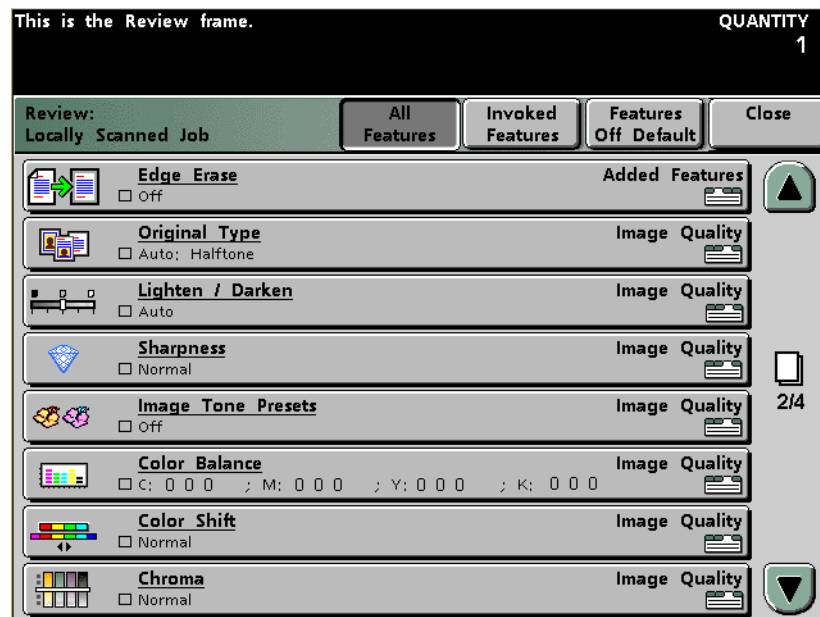 This is the Review frame.
QUANTITY
1
Review:
Locally Scanned Job
All
Features
Invoked
Features
Features
Off Default
Close
Edge Erase
Off
Added Features
Original Type
Auto; Halftone
Image Quality
Lighten / Darken
Auto
Image Quality
Sharpness
Normal
Image Quality
Image Tone Presets
Off
Image Quality
Color Balance
C: 0 0 0 ; M: 0 0 0 ; Y: 0 0 0 ; K: 0 0 0
Image Quality
Color Shift
Normal
Image Quality
Chroma
Normal
Image Quality
2/4